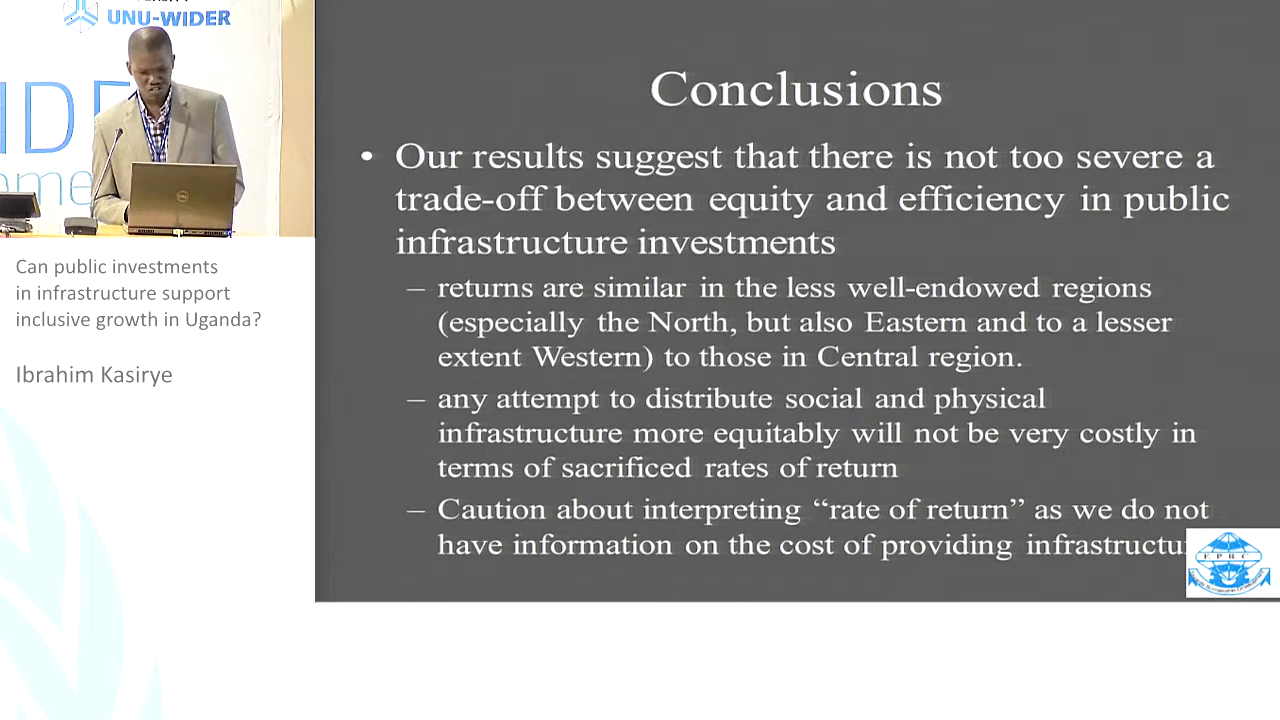 UNU-WIDER
IDE
ome
DELL
Can public investments
in infrastructure support
inclusive growth in Uganda?
Ibrahim Kasirye
Conclusions
• Our results suggest that there is not too severe a
trade-off between equity and efficiency in public
infrastructure investments
– returns are similar in the less well-endowed regions
(especially the North, but also Eastern and to a lesser
extent Western) to those in Central region.
– any attempt to distribute social and physical
infrastructure more equitably will not be very costly in
terms of sacrificed rates of return
– Caution about interpreting “rate of return” as we do not
have information on the cost of providing infrastructu
EPRC